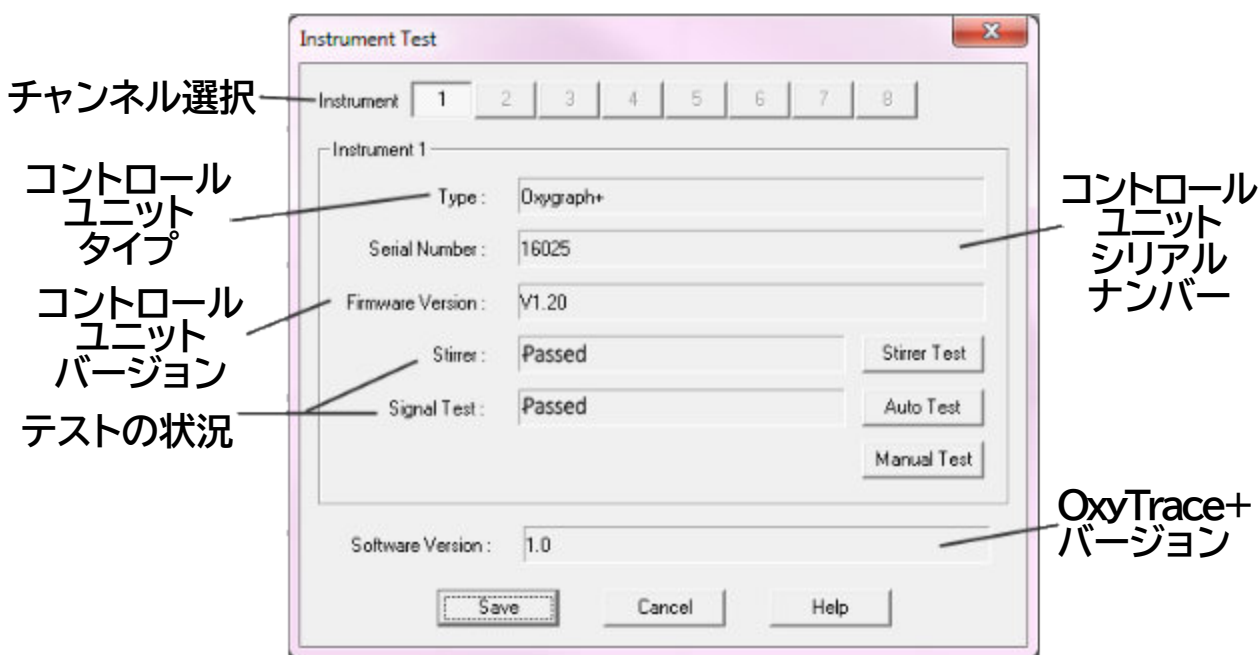 Instrument Test
チャンネル選択
Instrument 1 2 3 4 5 6 7 8
Instrument 1
コントロール
ユニット
タイプ
Type : Oxygraph+
コントロール
ユニット
シリアル
ナンバー
Serial Number : 16025
コントロール
ユニット
バージョン
Firmware Version : V1.20
テストの状況
Stirrer : Passed Stirrer Test
Signal Test : Passed Auto Test
Manual Test
OxyTrace+
バージョン
Software Version : 1.0
Save Cancel Help